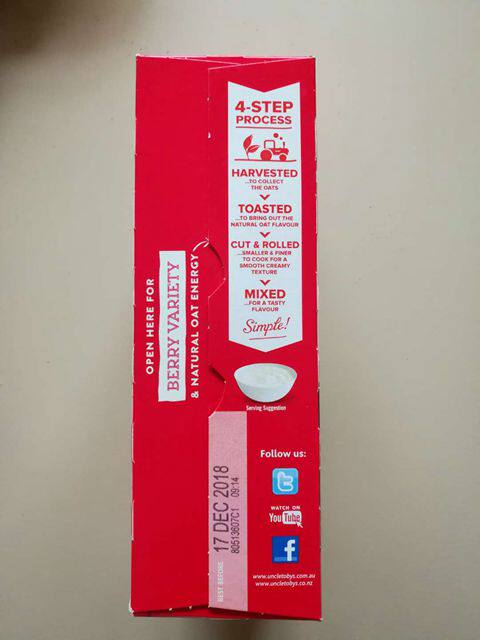 4-STEP
PROCESS
HARVESTED
...TO COLLECT
THE OATS
TOASTED
...TO BRING OUT THE
NATURAL OAT FLAVOUR
CUT & ROLLED
...SMALLER & FINER
TO COOK FOR A
SMOOTH CREAMY
TEXTURE
MIXED
...FOR A TASTY
FLAVOUR
Simple!
OPEN HERE FOR
BERRY VARIETY
& NATURAL OAT ENERGY
Serving Suggestion
BEST BEFORE
17 DEC 2018
80513607C1 09:14
Follow us:
t
WATCH ON
YouTube
f
www.uncletobys.com.au
www.uncletobys.co.nz